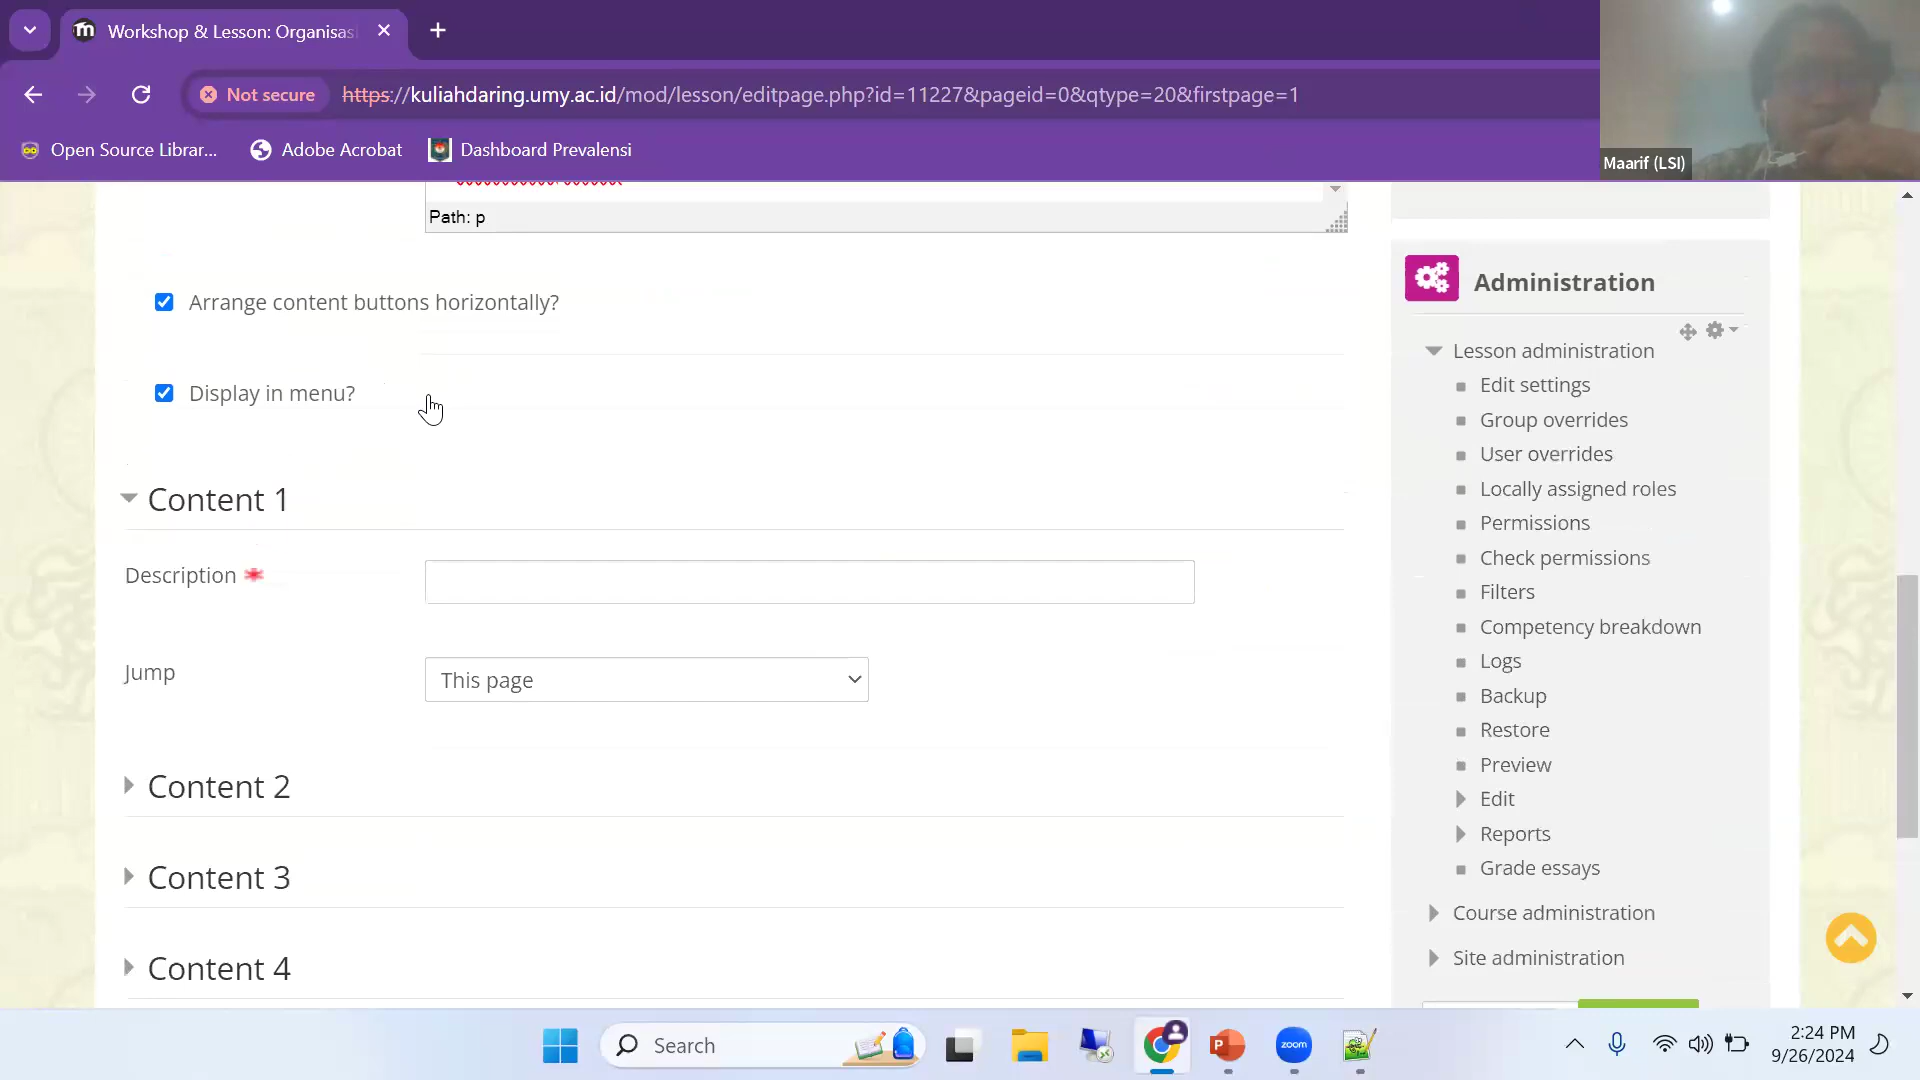 Workshop & Lesson: Organisas
Not secure
https://kuliahdaring.umy.ac.id/mod/lesson/editpage.php?id=11227&pageid=0&qtype=20&firstpage=1
Open Source Librar...
Adobe Acrobat
Dashboard Prevalensi
Maarif (LSI)
Path: p
Arrange content buttons horizontally?
Display in menu?
Content 1
Description
Jump
This page
Content 2
Content 3
Content 4
Administration
Lesson administration
Edit settings
Group overrides
User overrides
Locally assigned roles
Permissions
Check permissions
Filters
Competency breakdown
Logs
Backup
Restore
Preview
Edit
Reports
Grade essays
Course administration
Site administration
Search
zoom
2:24 PM
9/26/2024